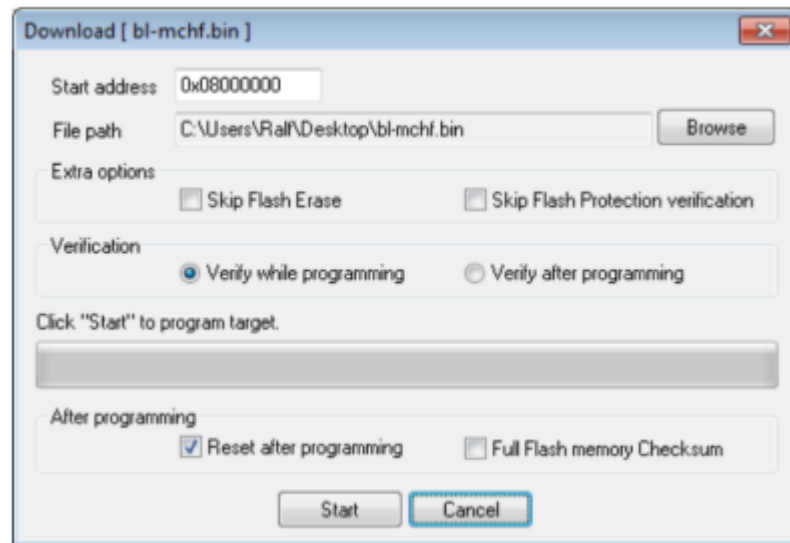 Download [ bl-mchf.bin ]
Start address 0x08000000
File path C:\Users\Ralf\Desktop\bl-mchf.bin Browse
Extra options
Skip Flash Erase Skip Flash Protection verification
Verification
Verify while programming Verify after programming
Click "Start" to program target.
After programming
Reset after programming Full Flash memory Checksum
Start Cancel